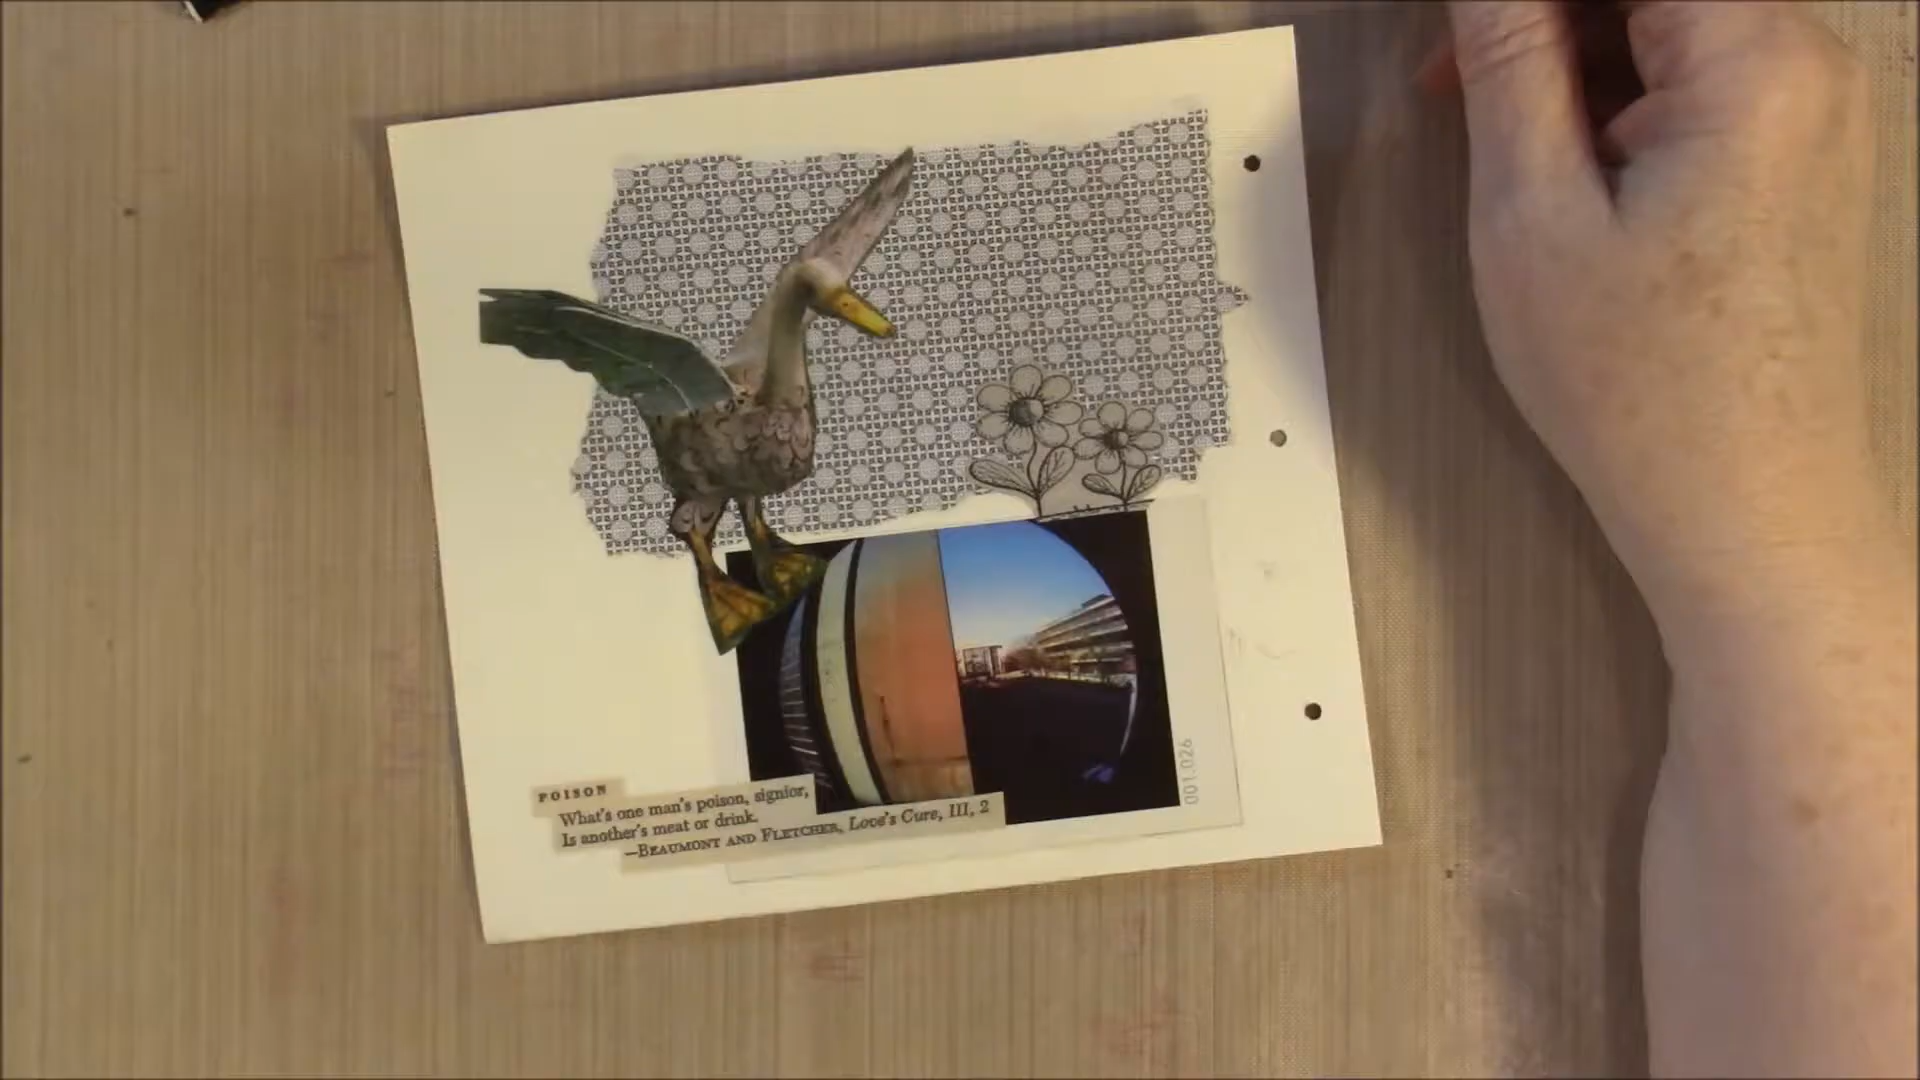 POISON
What's one man's poison, signior,
Is another's meat or drink.
—BEAUMONT AND FLETCHER, Love's Cure, III, 2
001.026